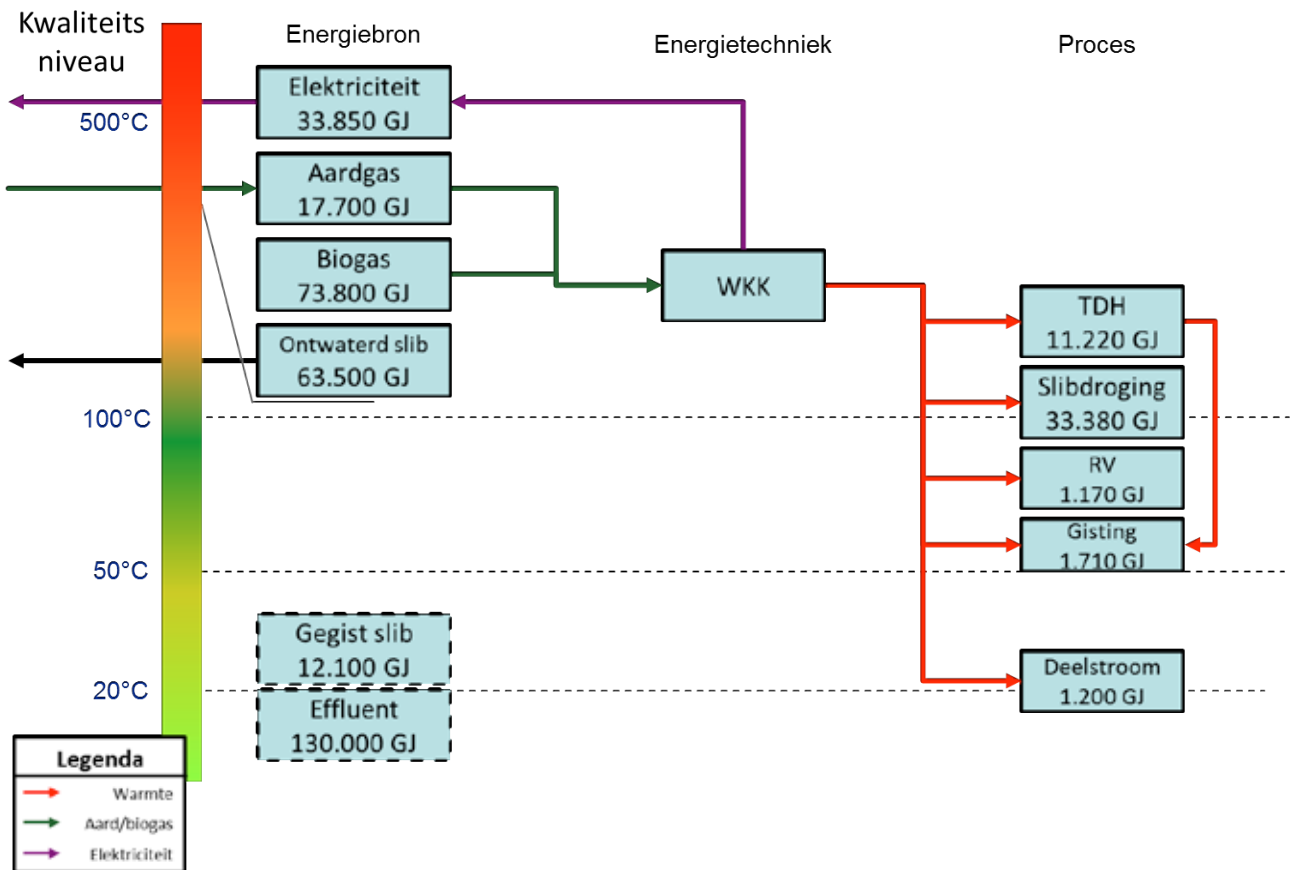 Kwaliteits
niveau
Energiebron
Energietechniek
Proces
Elektriciteit
33.850 GJ
500°C
Aardgas
17.700 GJ
Biogas
73.800 GJ
WKK
TDH
11.220 GJ
Ontwaterd slib
63.500 GJ
Slibdroging
33.380 GJ
100°C
RV
1.170 GJ
Gisting
1.710 GJ
50°C
Gegist slib
12.100 GJ
Deelstroom
1.200 GJ
20°C
Effluent
130.000 GJ
Legenda
Warmte
Aard/biogas
Elektriciteit